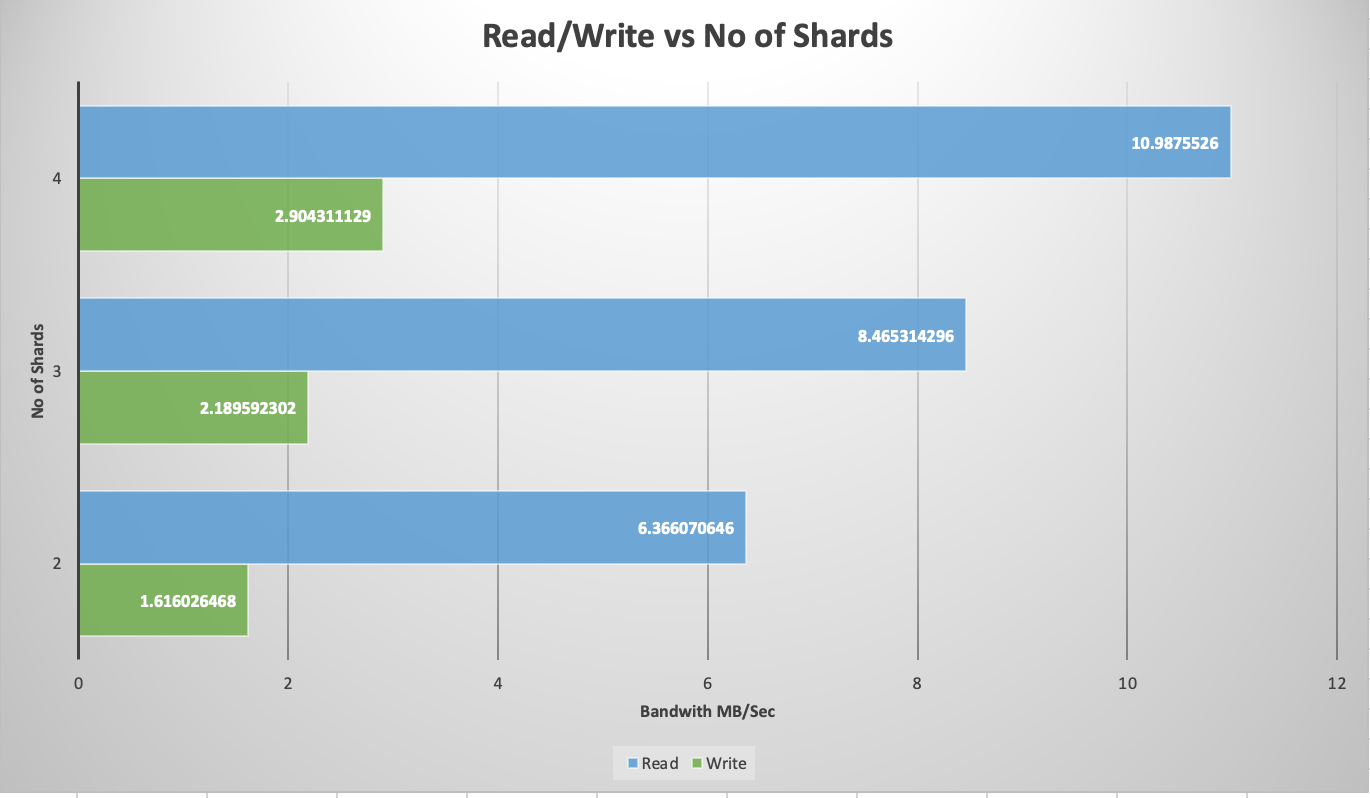 Read/Write vs No of Shards
10.9875526
4
2.904311129
8.465314296
No of Shards
3
2.189592302
6.366070646
2
1.616026468
0 2 4 6 8 10 12
Bandwith MB/Sec
Read Write